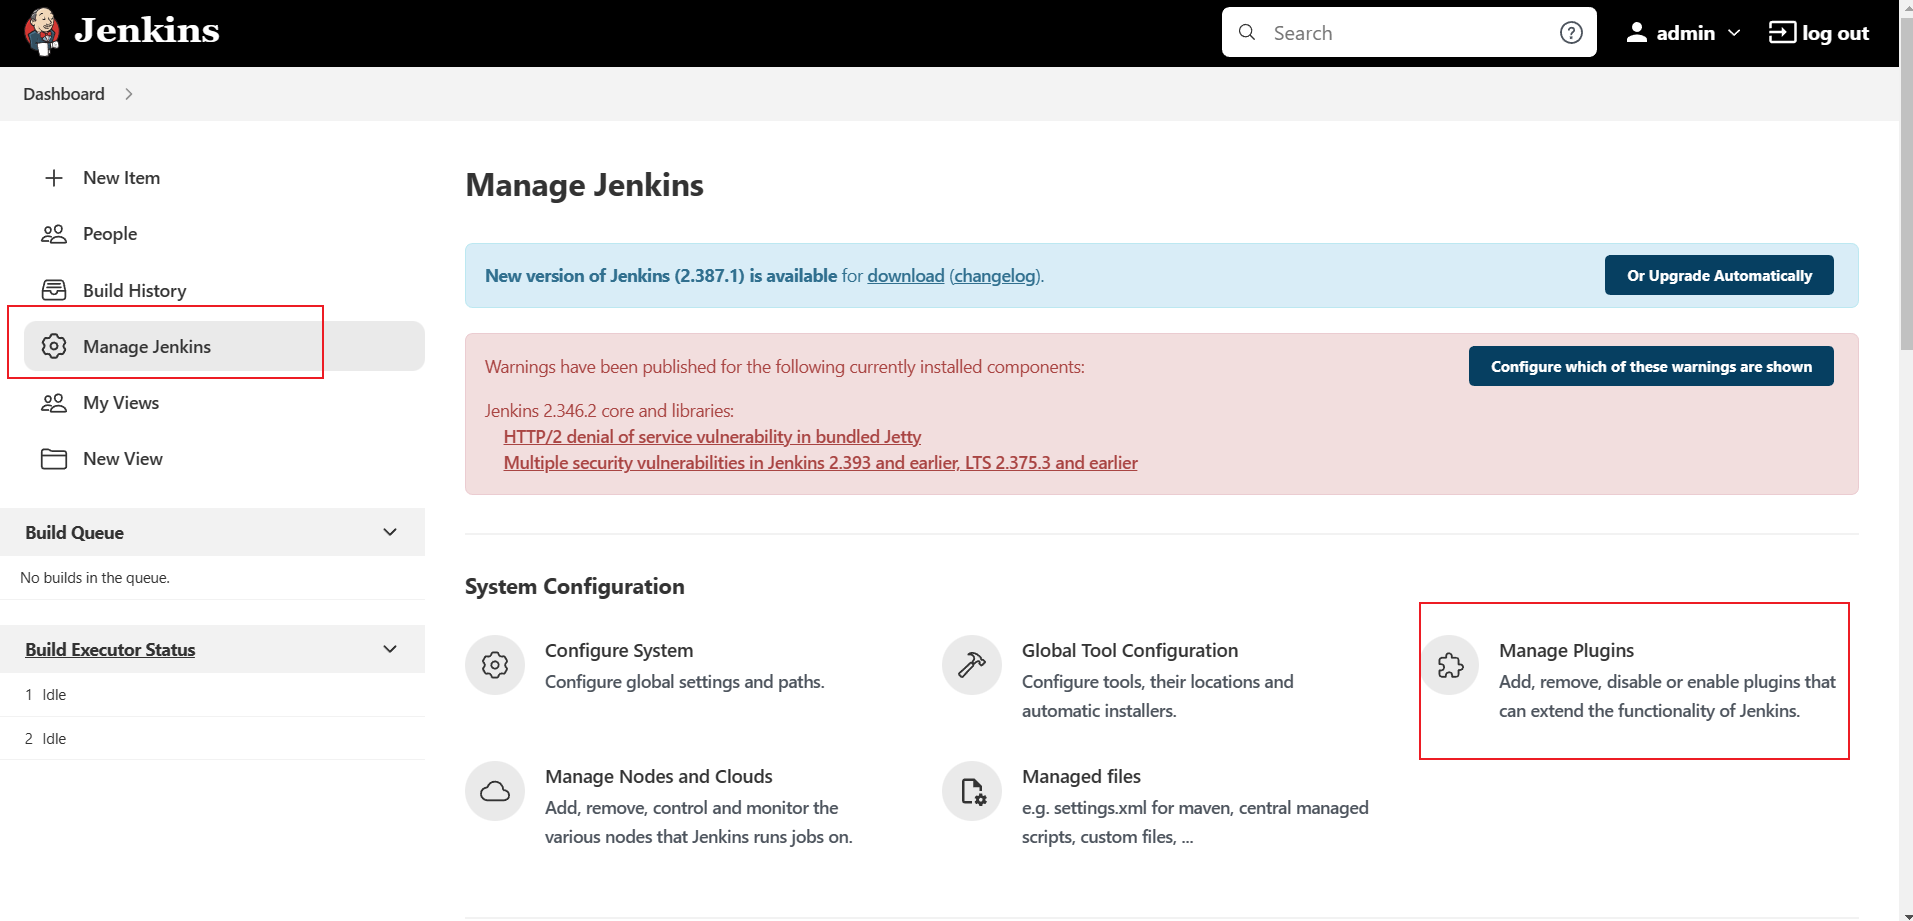 Jenkins
Search
admin
log out
Dashboard
New Item
People
Build History
Manage Jenkins
My Views
New View
Build Queue
No builds in the queue.
Build Executor Status
1 Idle
2 Idle
Manage Jenkins
New version of Jenkins (2.387.1) is available for download (changelog).
Or Upgrade Automatically
Warnings have been published for the following currently installed components:
Configure which of these warnings are shown
Jenkins 2.346.2 core and libraries:
HTTP/2 denial of service vulnerability in bundled Jetty
Multiple security vulnerabilities in Jenkins 2.393 and earlier, LTS 2.375.3 and earlier
System Configuration
Configure System
Configure global settings and paths.
Global Tool Configuration
Configure tools, their locations and
automatic installers.
Manage Plugins
Add, remove, disable or enable plugins that
can extend the functionality of Jenkins.
Manage Nodes and Clouds
Add, remove, control and monitor the
various nodes that Jenkins runs jobs on.
Managed files
e.g. settings.xml for maven, central managed
scripts, custom files, ...